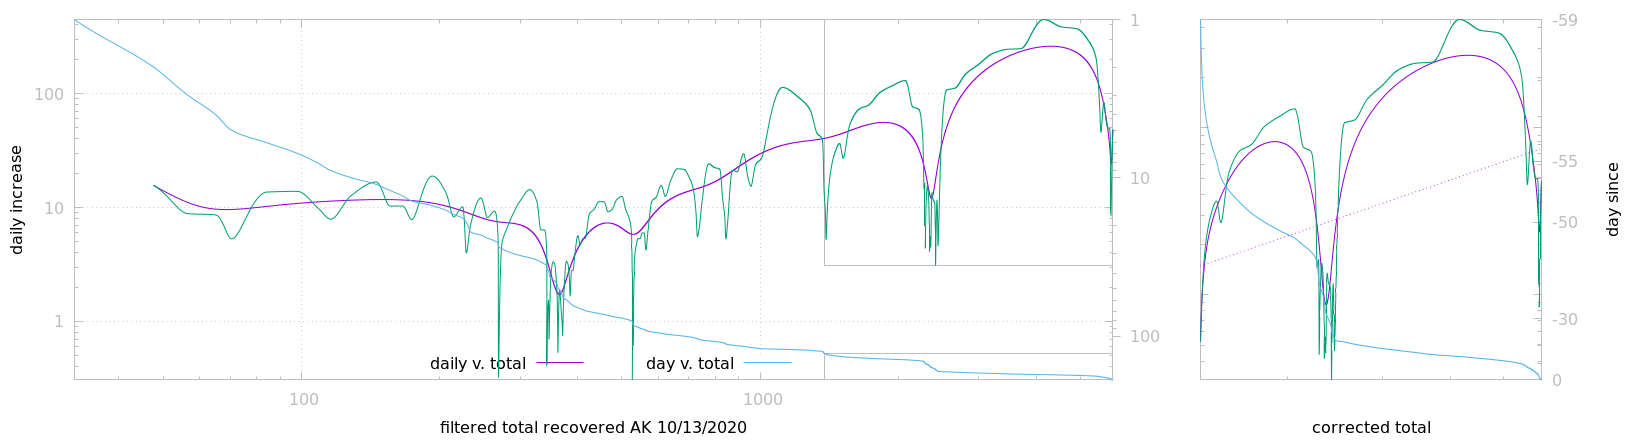 daily increase
100
10
1
100
1000
daily v. total
day v. total
1
10
100
filtered total recovered AK 10/13/2020
-59
-55
-50
-30
0
day since
corrected total